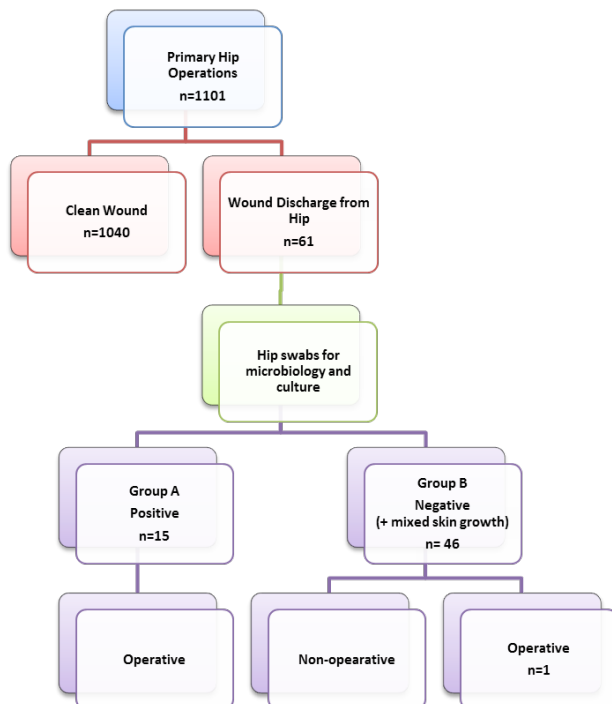 Primary Hip
Operations
n=1101
Clean Wound
n=1040
Wound Discharge from
Hip
n=61
Hip swabs for
microbiology and
culture
Group A
Positive
n=15
Group B
Negative
(+ mixed skin growth)
n= 46
Operative
Non-opearative
Operative
n=1